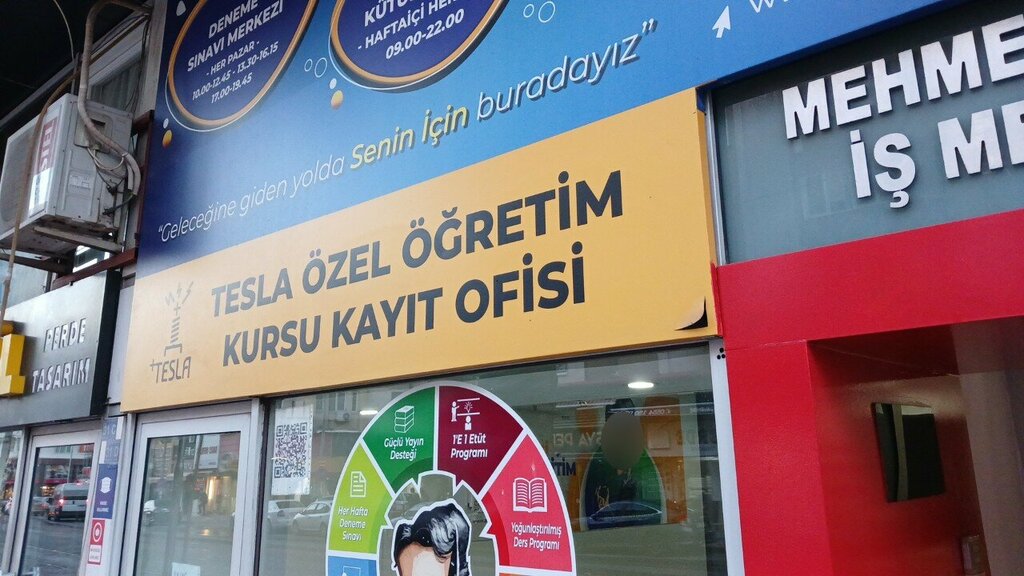 DENEME
SINAVI MERKEZİ
- HER PAZAR -
10.00-12.45 - 13.30-16.15
17.00-19.45
- HAFTAİÇİ HER
09.00-22.00
"Geleceğine giden yolda Senin İçin buradayız"
TESLA ÖZEL ÖĞRETİM
KURSU KAYIT OFİSİ
TESLA
MEHME
İŞ ME
PERDE
TASARIM
Güçlü Yayın
Desteği
1'E 1 Etüt
Programı
Her Hafta
Deneme
Sınavı
Yoğunlaştırılmış
Ders Programı